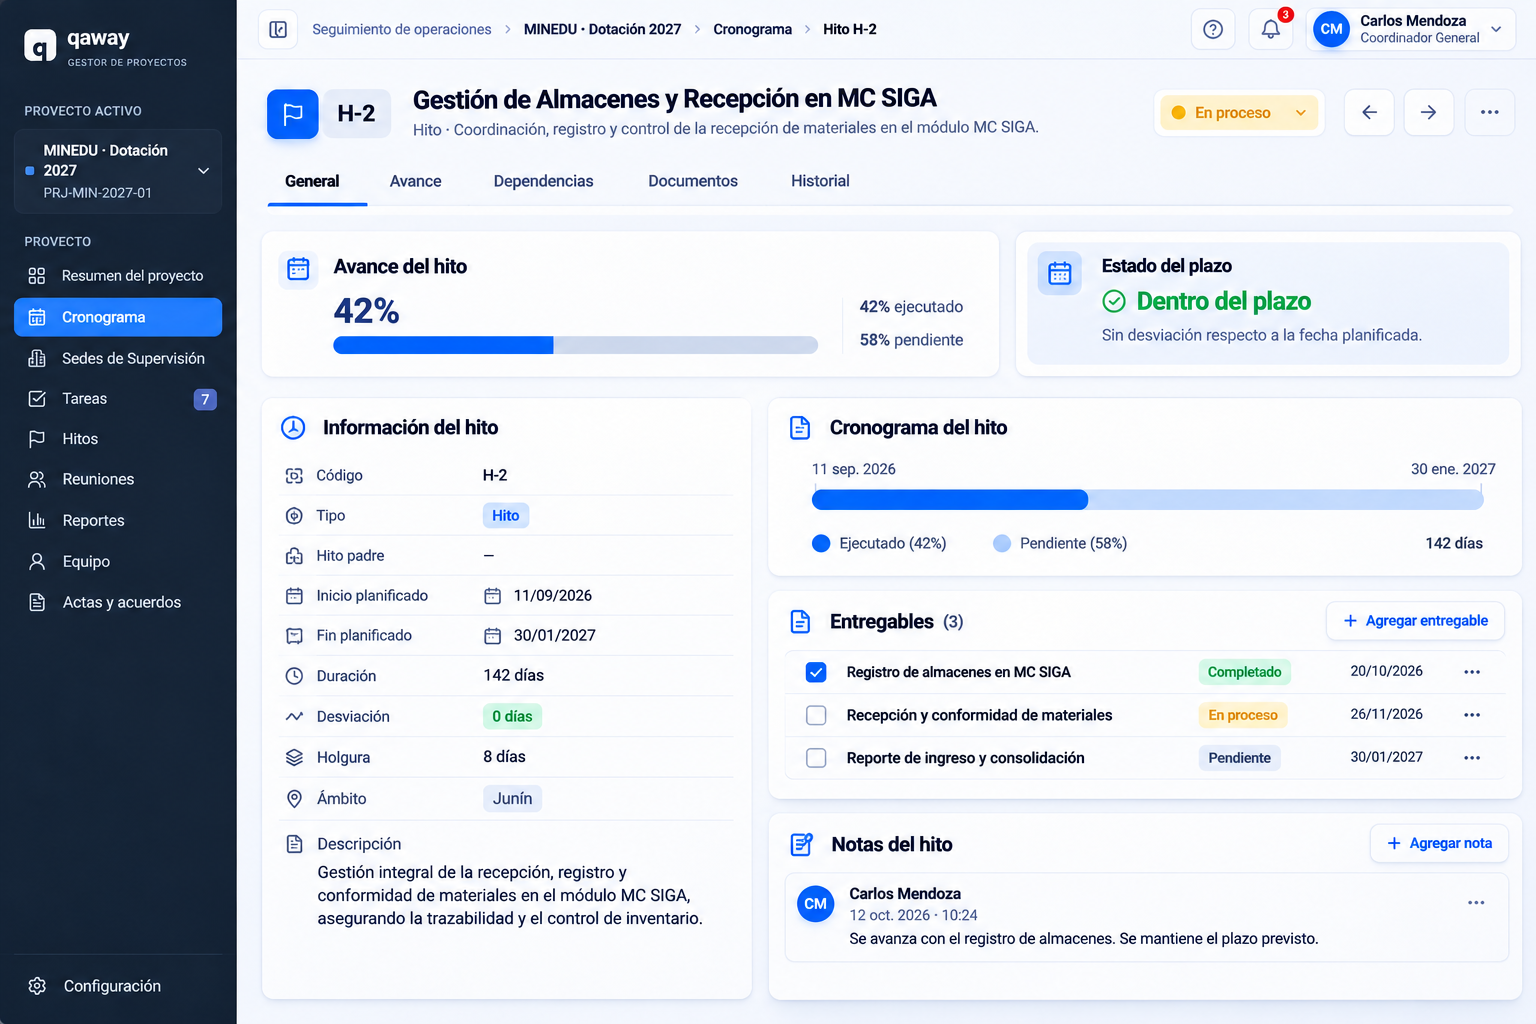 qaway
GESTOR DE PROYECTOS
PROVECTO ACTIVO
MINEDU · Dotación
2027
PRJ-MIN-2027-01
PROVECTO
Resumen del proyecto
Cronograma
Sedes de Supervisión
Tareas 7
Hitos
Reuniones
Reportes
Equipo
Actas y acuerdos
Configuración
Seguimiento de operaciones > MINEDU · Dotación 2027 > Cronograma > Hito H-2
3
CM
Carlos Mendoza
Coordinador General
H-2
Gestión de Almacenes y Recepción en MC SIGA
Hito · Coordinación, registro y control de la recepción de materiales en el módulo MC SIGA.
En proceso
General Avance Dependencias Documentos Historial
Avance del hito
42%
42% ejecutado
58% pendiente
Estado del plazo
Dentro del plazo
Sin desviación respecto a la fecha planificada.
Información del hito
Código H-2
Tipo Hito
Hito padre –
Inicio planificado 11/09/2026
Fin planificado 30/01/2027
Duración 142 días
Desviación 0 días
Holgura 8 días
Ámbito Junín
Descripción
Gestión integral de la recepción, registro y
conformidad de materiales en el módulo MC SIGA,
asegurando la trazabilidad y el control de inventario.
Cronograma del hito
11 sep. 2026 30 ene. 2027
Ejecutado (42%) Pendiente (58%) 142 días
Entregables (3)
+ Agregar entregable
Registro de almacenes en MC SIGA Completado 20/10/2026
Recepción y conformidad de materiales En proceso 26/11/2026
Reporte de ingreso y consolidación Pendiente 30/01/2027
Notas del hito
+ Agregar nota
CM
Carlos Mendoza
12 oct. 2026 · 10:24
Se avanza con el registro de almacenes. Se mantiene el plazo previsto.